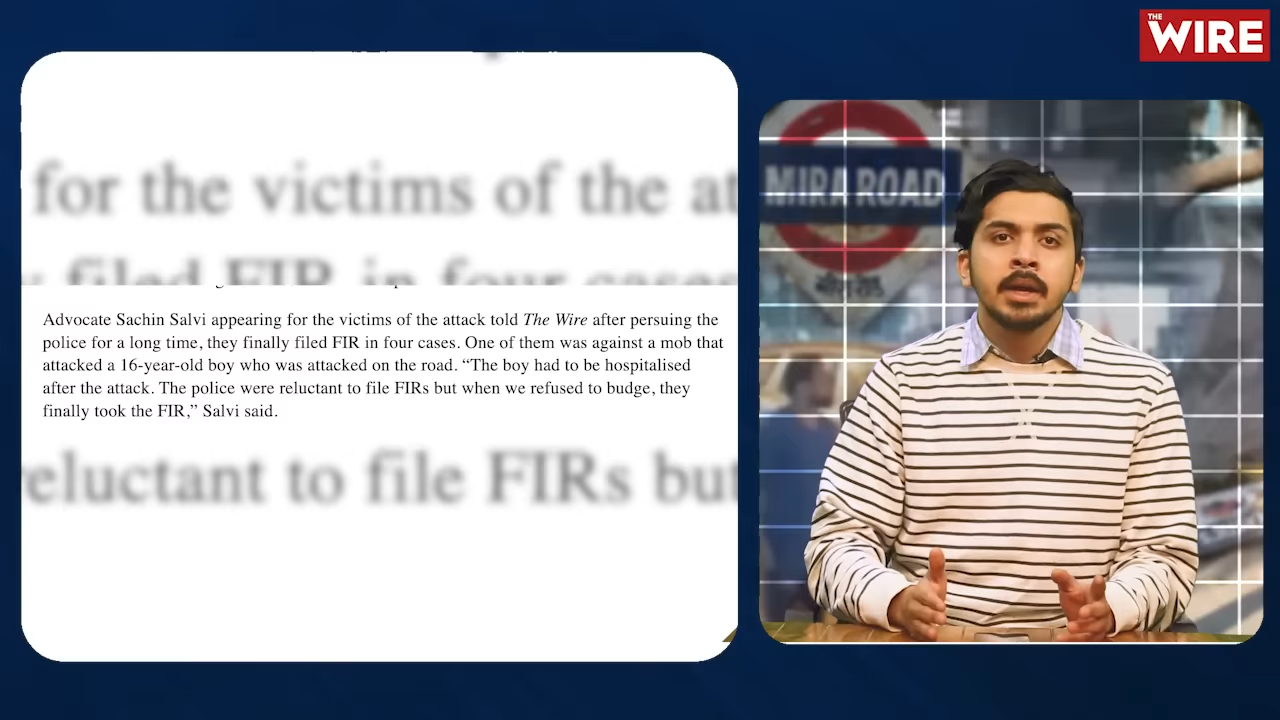 THE
WIRE
for the victims of the at
filed FIR in four cases
Advocate Sachin Salvi appearing for the victims of the attack told The Wire after persuing the
police for a long time, they finally filed FIR in four cases. One of them was against a mob that
attacked a 16-year-old boy who was attacked on the road. “The boy had to be hospitalised
after the attack. The police were reluctant to file FIRs but when we refused to budge, they
finally took the FIR,” Salvi said.
reluctant to file FIRs but
MIRA ROAD